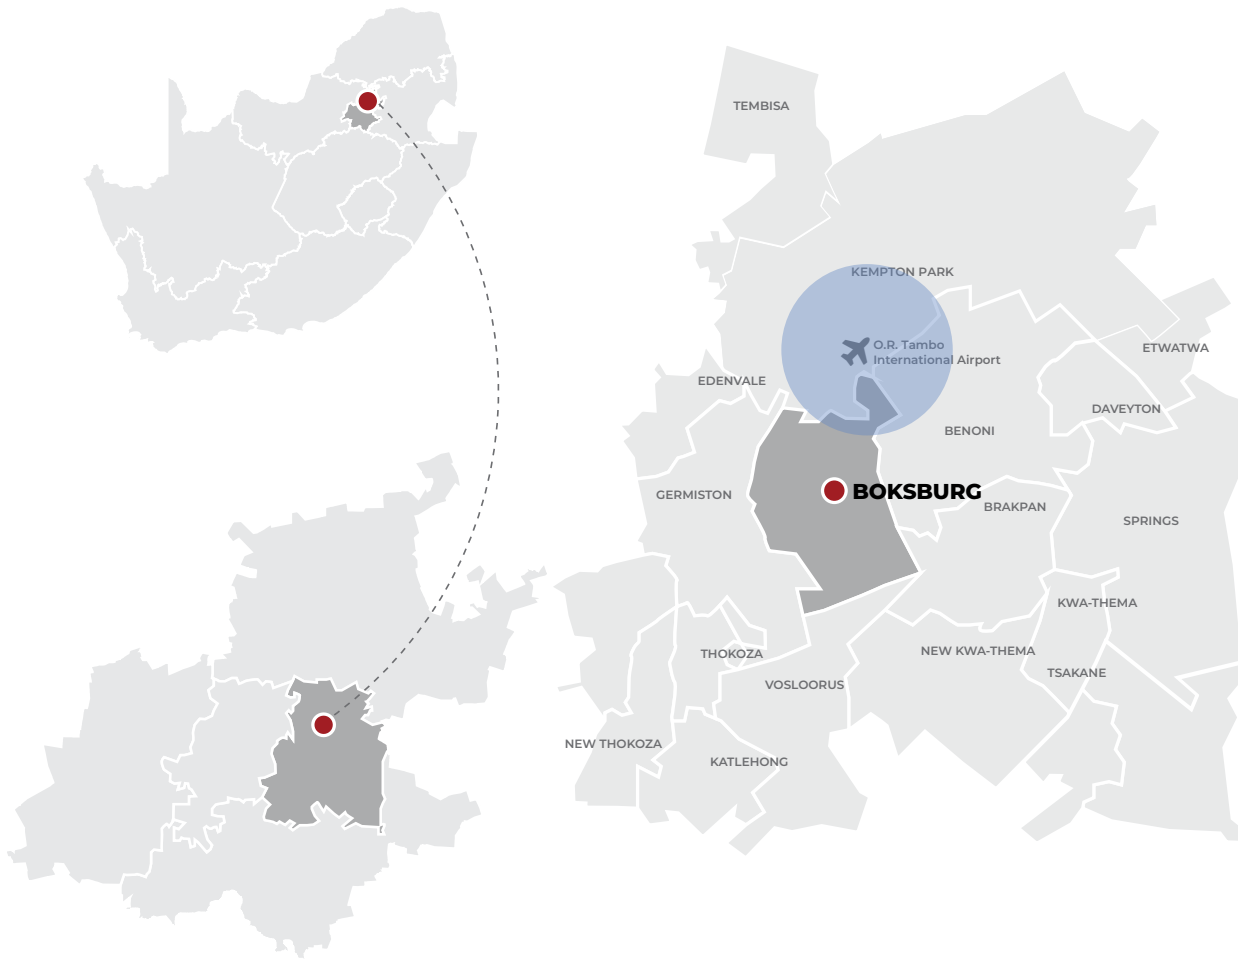 TEMBISA
KEMPTON PARK
O.R. Tambo
International Airport
ETWATWA
EDENVALE
DAVEYTON
BENONI
BOKSBURG
GERMISTON
BRAKPAN
SPRINGS
KWA-THEMA
THOKOZA
NEW KWA-THEMA
TSAKANE
VOSLOORUS
NEW THOKOZA
KATLEHONG